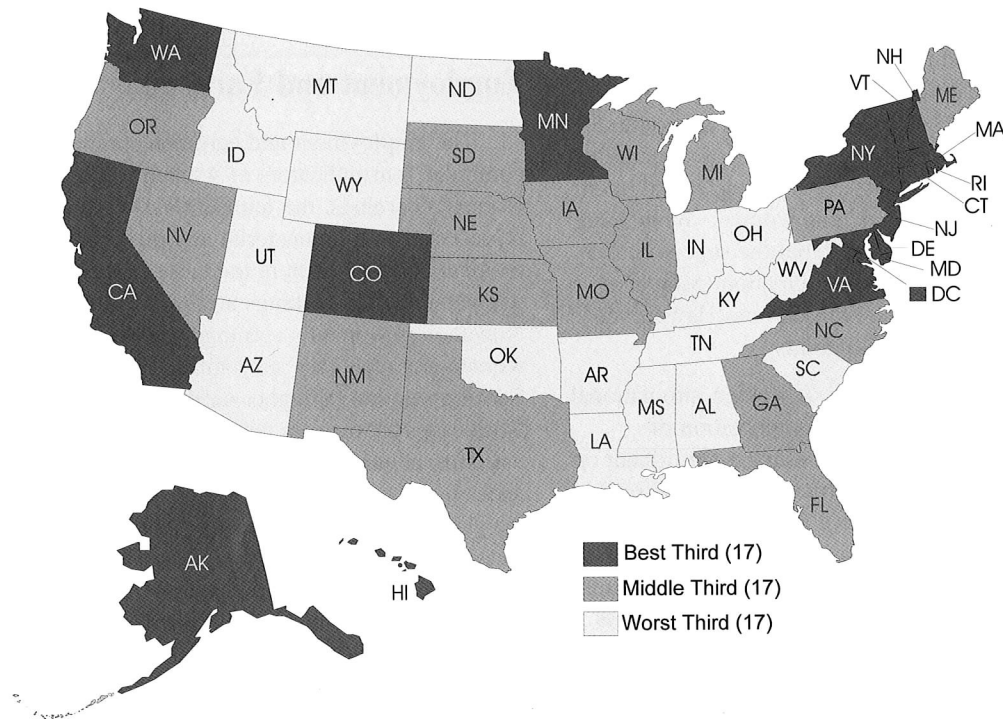 WA
MT
ND
MN
OR
ID
SD
WI
MI
NH
VT
ME
MA
NY
RI
CT
WY
NE
IA
PA
NJ
NV
UT
CO
IL
IN
OH
DE
WV
MD
VA
DC
CA
KS
MO
KY
NC
AZ
NM
OK
AR
TN
SC
MS
AL
GA
TX
LA
FL
AK
HI
Best Third (17)
Middle Third (17)
Worst Third (17)